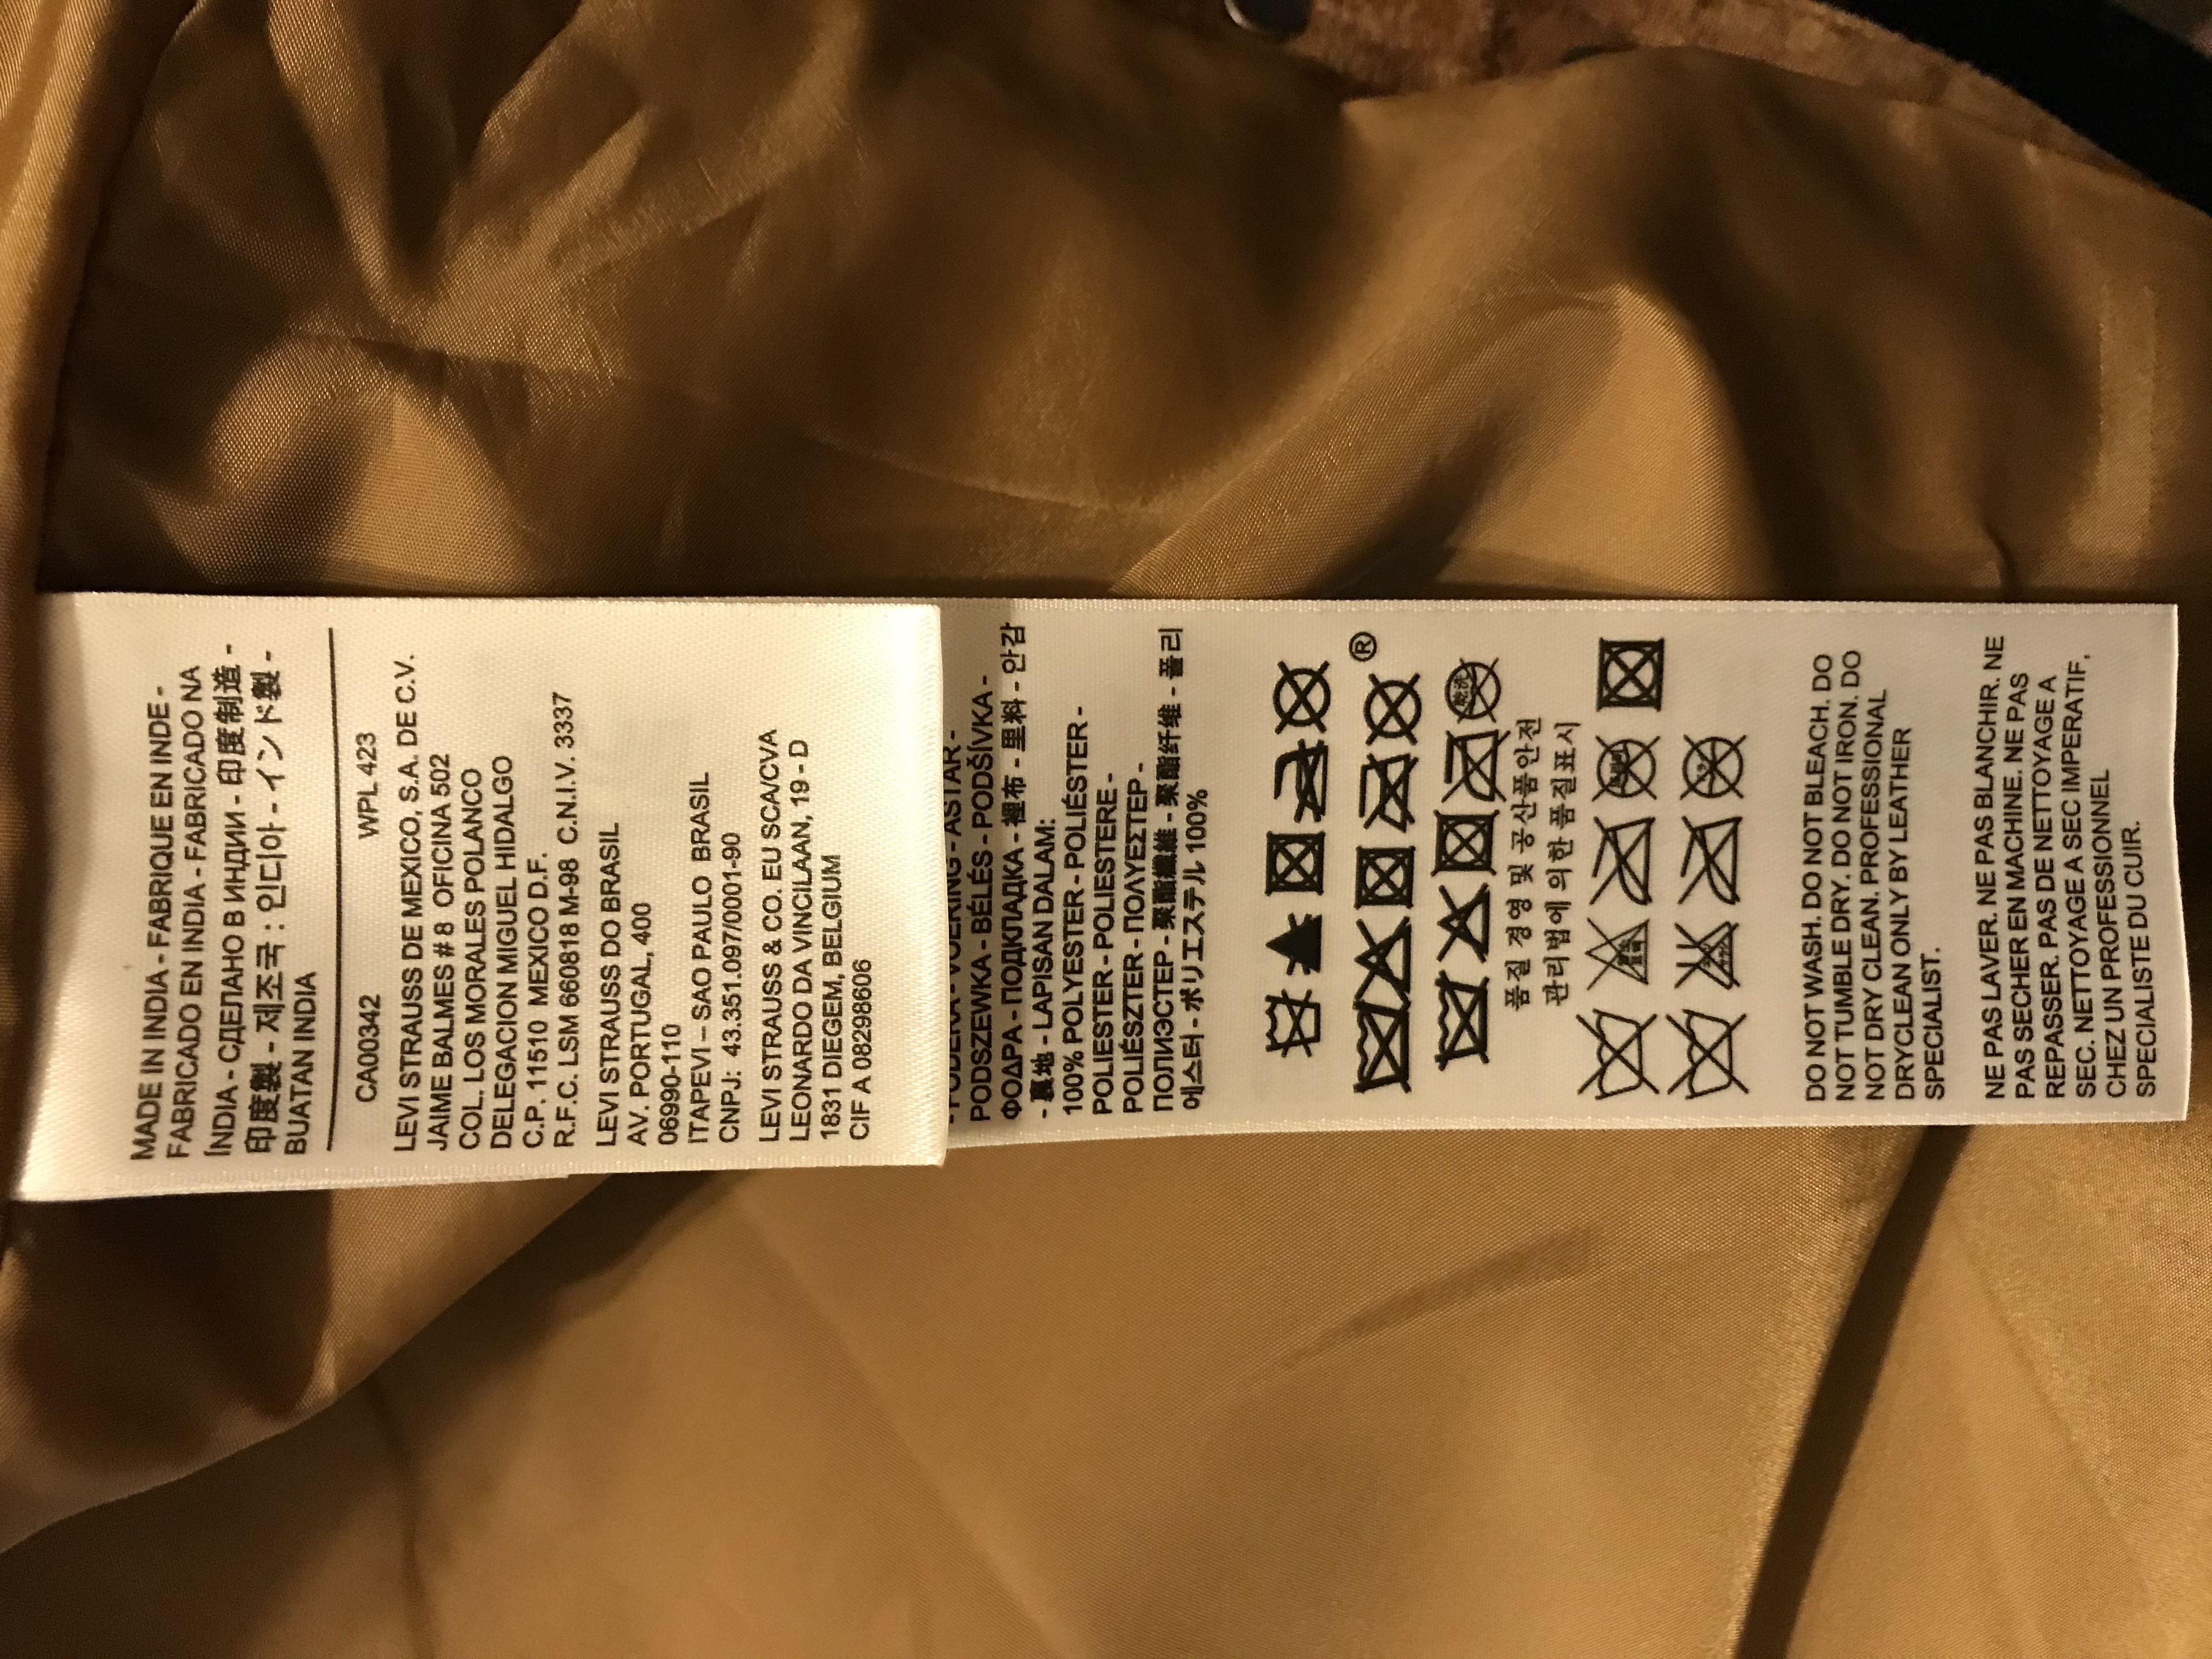 MADE IN INDIA - FABRIQUE EN INDE -
FABRICADO EN INDIA - FABRICADO NA
ÍNDIA - СДЕЛАНО В ИНДИИ - 印度制造 -
印度製 - 제조국 : 인디아 - インド製 -
BUATAN INDIA
CA00342 WPL 423
LEVI STRAUSS DE MEXICO, S.A. DE C.V.
JAIME BALMES # 8 OFICINA 502
COL. LOS MORALES POLANCO
DELEGACION MIGUEL HIDALGO
C.P. 11510 MEXICO D.F.
R.F.C. LSM 660818 M-98 C.N.I.V. 3337
LEVI STRAUSS DO BRASIL
AV. PORTUGAL, 400
06990-110
ITAPEVI – SAO PAULO BRASIL
CNPJ: 43.351.097/0001-90
LEVI STRAUSS & CO. EU SCA/CVA
LEONARDO DA VINCILAAN, 19 - D
1831 DIEGEM, BELGIUM
CIF A 08298606
- VOERING - ASTAR -
PODSZEWKA - BÉLÉS - PODŠÍVKA -
ΦΟΔΡΑ - ПОДКЛАДКА - 裡布 - 里料 - 안감
- 裏地 - LAPISAN DALAM:
100% POLYESTER - POLIÉSTER -
POLIESTER - POLIESTERE -
POLIÉSZTER - ΠΟΛΥΕΣΤΕΡ -
ПОЛИЭСТЕР - 聚酯纖維 - 聚酯纤维 - 폴리
에스터 - ポリエステル 100%
®
乾洗
품질 경영 및 공산품안전
관리법에 의한 품질표시
DO NOT WASH. DO NOT BLEACH. DO
NOT TUMBLE DRY. DO NOT IRON. DO
NOT DRY CLEAN. PROFESSIONAL
DRYCLEAN ONLY BY LEATHER
SPECIALIST.
NE PAS LAVER. NE PAS BLANCHIR. NE
PAS SECHER EN MACHINE. NE PAS
REPASSER. PAS DE NETTOYAGE A
SEC. NETTOYAGE A SEC IMPERATIF,
CHEZ UN PROFESSIONNEL
SPECIALISTE DU CUIR.